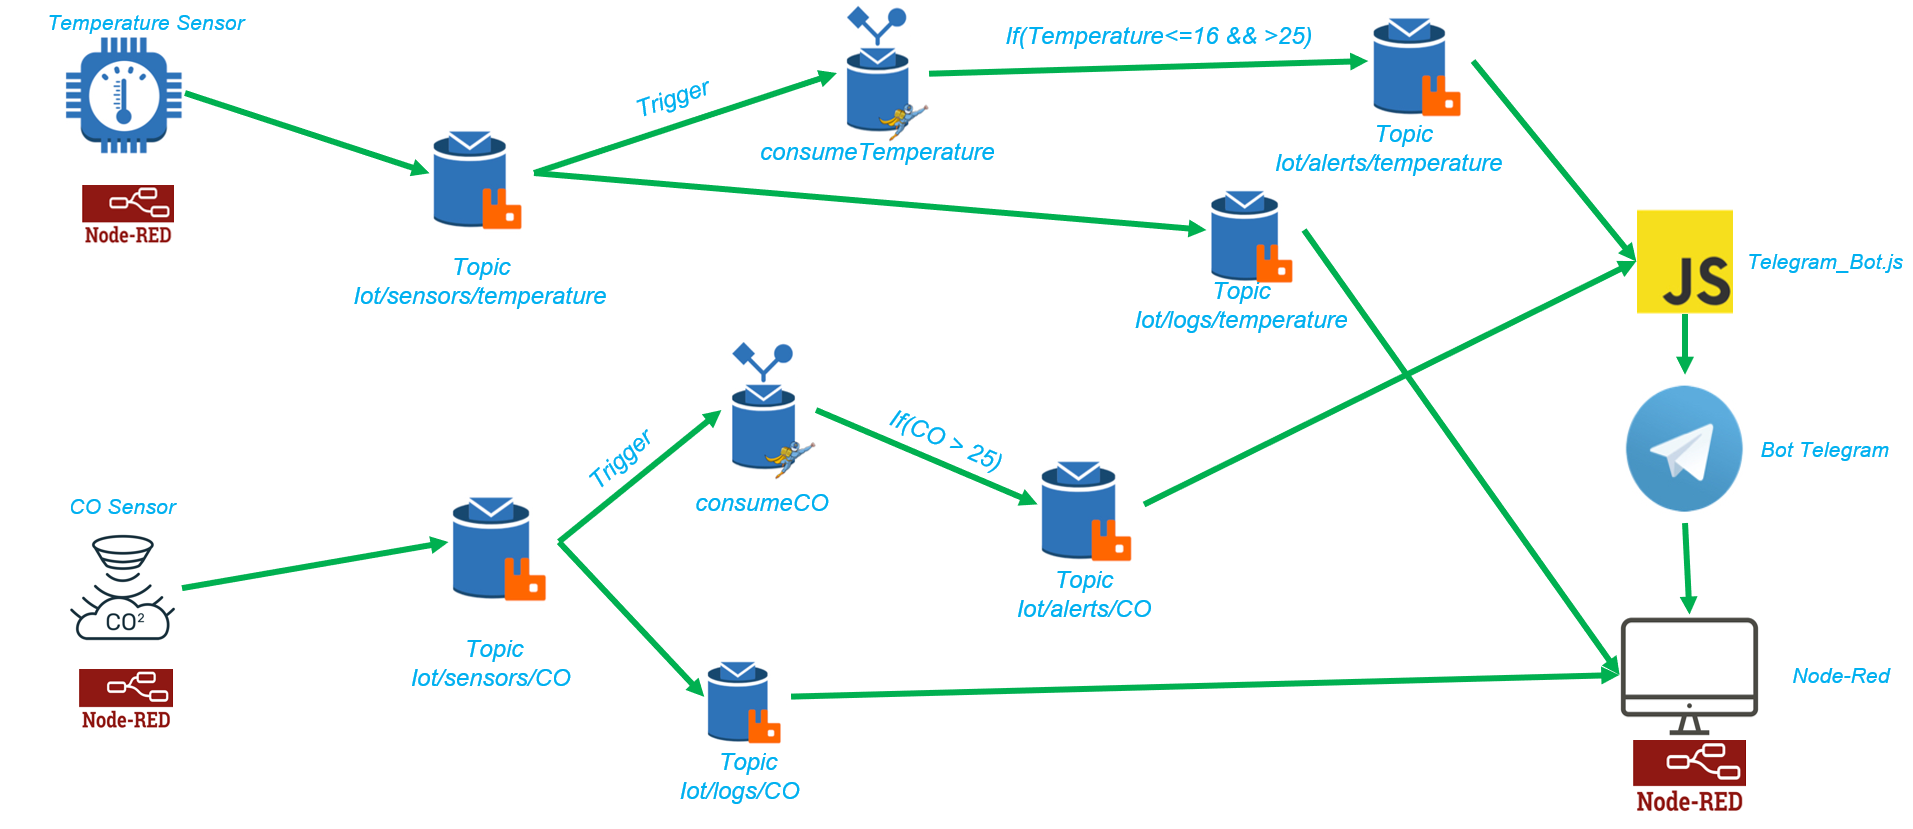 Temperature Sensor
Node-RED
Topic
Iot/sensors/temperature
Trigger
consumeTemperature
If(Temperature<=16 && >25)
Topic
Iot/alerts/temperature
Topic
Iot/logs/temperature
JS
Telegram_Bot.js
Bot Telegram
CO Sensor
CO²
Node-RED
Topic
Iot/sensors/CO
Trigger
consumeCO
If(CO > 25)
Topic
Iot/alerts/CO
Topic
Iot/logs/CO
Node-Red
Node-RED